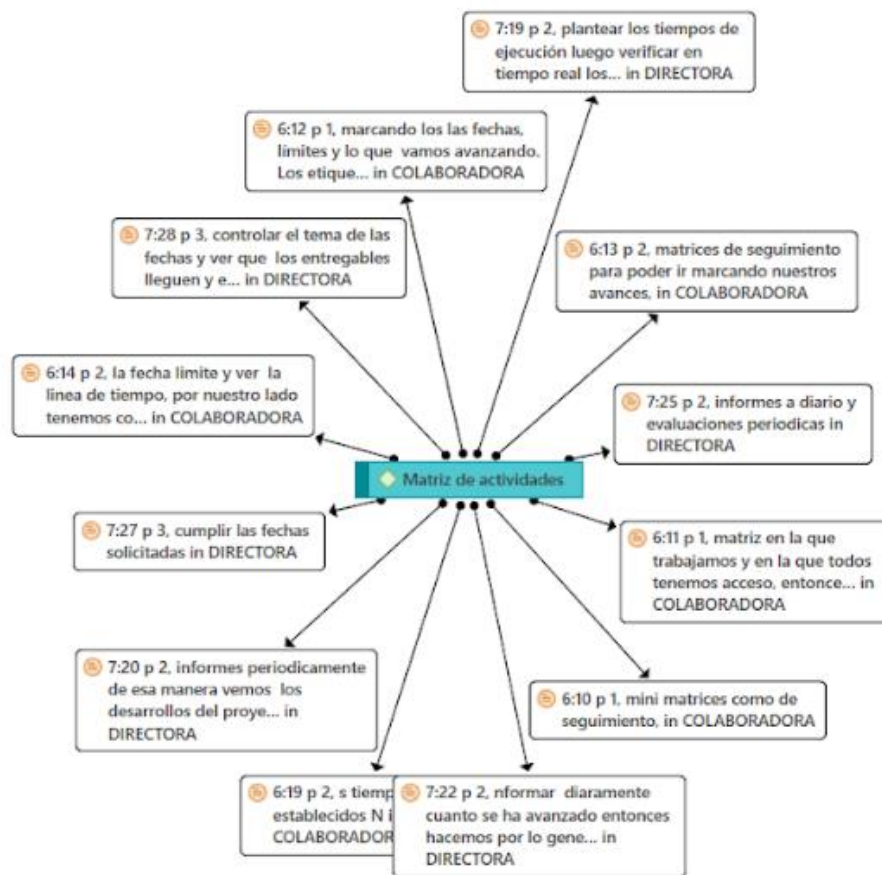 7:19 p 2, plantear los tiempos de
ejecución luego verificar en
tiempo real los... in DIRECTORA
6:12 p 1, marcando los las fechas,
límites y lo que vamos avanzando.
Los etique... in COLABORADORA
7:28 p 3, controlar el tema de las
fechas y ver que los entregables
lleguen y e... in DIRECTORA
6:13 p 2, matrices de seguimiento
para poder ir marcando nuestros
avances, in COLABORADORA
6:14 p 2, la fecha limite y ver la
linea de tiempo, por nuestro lado
tenemos co... in COLABORADORA
7:25 p 2, informes a diario y
evaluaciones periodicas in
DIRECTORA
Matriz de actividades
7:27 p 3, cumplir las fechas
solicitadas in DIRECTORA
6:11 p 1, matriz en la que
trabajamos y en la que todos
tenemos acceso, entonce... in
COLABORADORA
7:20 p 2, informes periodicamente
de esa manera vemos los
desarrollos del proye... in
DIRECTORA
6:10 p 1, mini matrices como de
seguimiento, in COLABORADORA
6:19 p 2, s tiemp
establecidos N i
COLABORADOR
7:22 p 2, nformar diaramente
cuanto se ha avanzado entonces
hacemos por lo gene... in
DIRECTORA